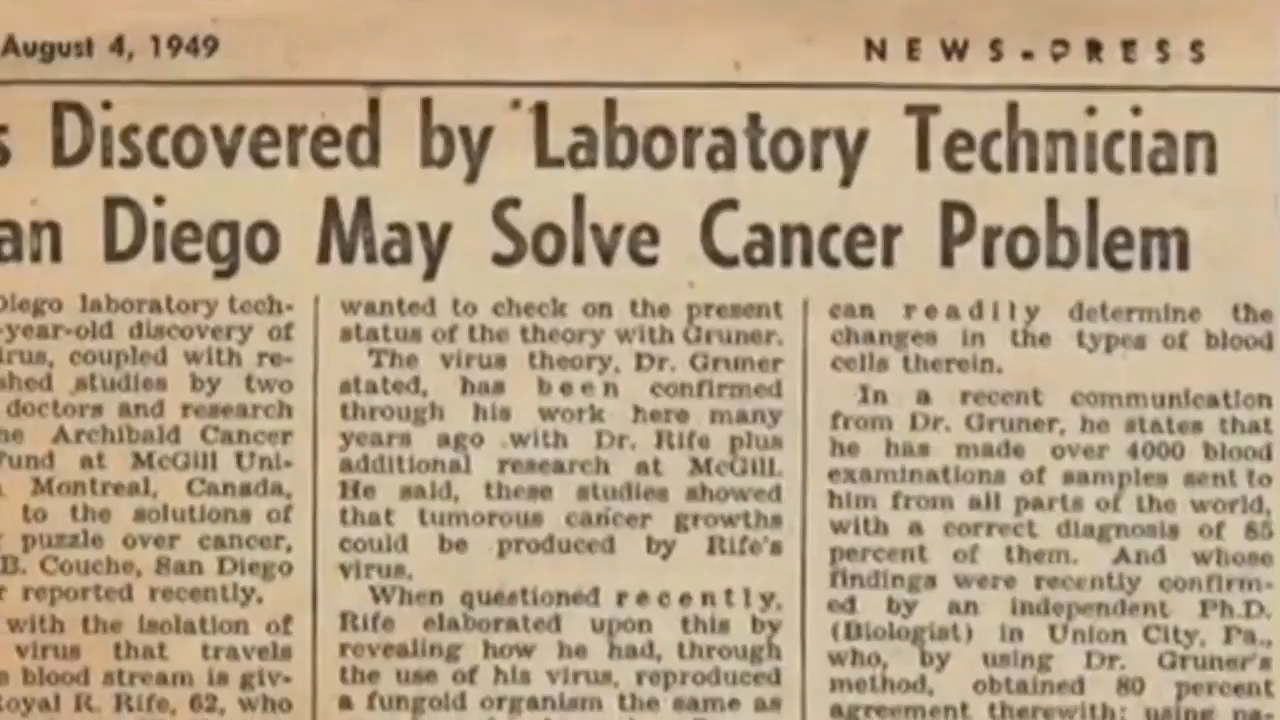 August 4, 1949
NEWS-PRESS
s Discovered by Laboratory Technician
an Diego May Solve Cancer Problem
Diego laboratory tech-
-year-old discovery of
irus, coupled with re-
shed studies by two
doctors and research
he Archibald Cancer
Fund at McGill Uni-
Montreal, Canada,
to the solutions of
puzzle over cancer,
B. Couche, San Diego
r reported recently.
with the isolation of
virus that travels
s blood stream is giv-
Royal R. Rife, 62, who
wanted to check on the present
status of the theory with Gruner.
The virus theory, Dr. Gruner
stated, has been confirmed
through his work here many
years ago with Dr. Rife plus
additional research at McGill.
He said, these studies showed
that tumorous cancer growths
could be produced by Rife's
virus.
When questioned recently,
Rife elaborated upon this by
revealing how he had, through
the use of his virus, reproduced
a fungoid organism the same as
can readily determine the
changes in the types of blood
cells therein.
In a recent communication
from Dr. Gruner, he states that
he has made over 4000 blood
examinations of samples sent to
him from all parts of the world,
with a correct diagnosis of 85
percent of them. And whose
findings were recently confirm-
ed by an independent Ph.D.
(Biologist) in Union City, Pa.,
who, by using Dr. Gruner's
method, obtained 80 percent
agreement therewith; using pa-